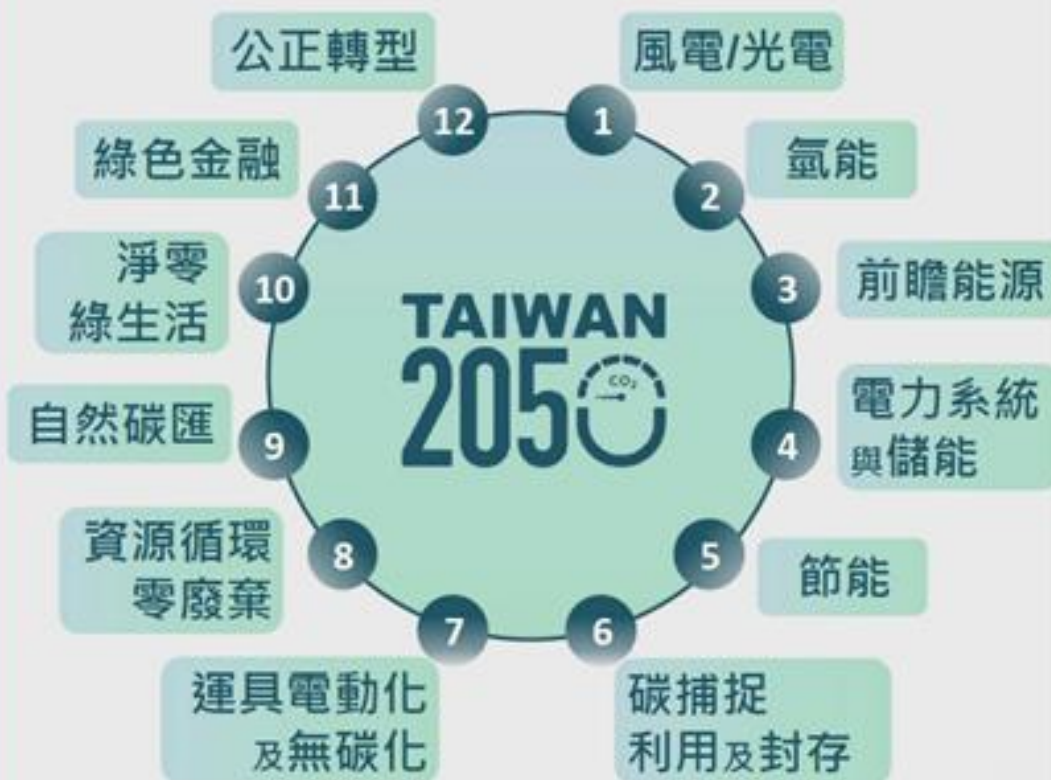 1
風電/光電
2
氫能
3
前瞻能源
4
電力系統
與儲能
5
節能
6
碳捕捉
利用及封存
7
運具電動化
及無碳化
8
資源循環
零廢棄
9
自然碳匯
10
淨零
綠生活
11
綠色金融
12
公正轉型
TAIWAN
2050
CO₂